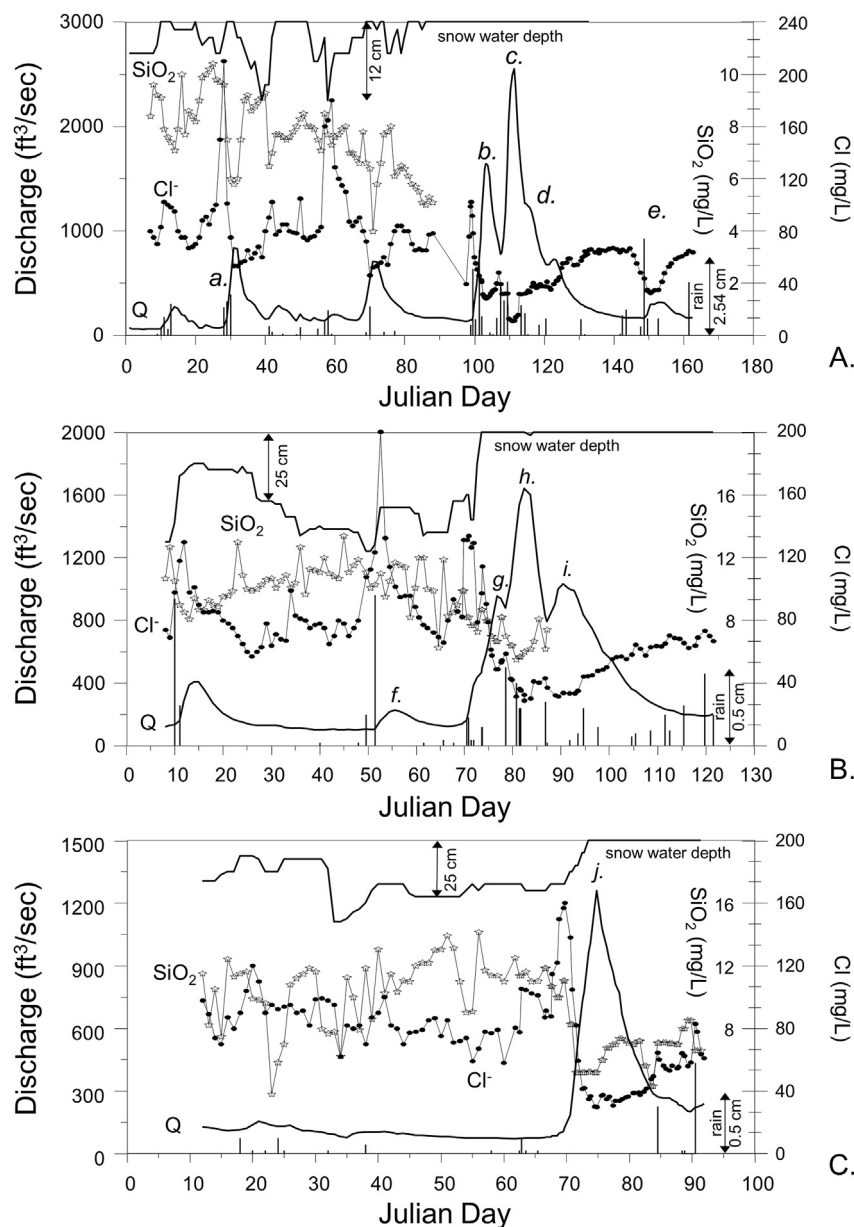 3000
2500
2000
1000
300
0
Discharge (ft³/sec)
SiO₂
Cl⁻
Q
a.
b.
c.
d.
e.
snow water depth
12 cm
rain
2.54 cm
10
8
6
4
2
SiO₂ (mg/L)
240
200
160
120
80
40
0
Cl (mg/L)
0 20 40 60 80 100 120 140 160 180
Julian Day
A.
2000
1600
1200
800
400
0
Discharge (ft³/sec)
25 cm
SiO₂
Cl⁻
Q
f.
g.
h.
i.
snow water depth
rain
0.5 cm
16
12
8
SiO₂ (mg/L)
200
160
120
80
40
0
Cl (mg/L)
0 10 20 30 40 50 60 70 80 90 100 110 120 130
Julian Day
B.
1500
1200
900
600
300
0
Discharge (ft³/sec)
25 cm
SiO₂
Cl⁻
Q
j.
snow water depth
rain
0.5 cm
16
12
8
SiO₂ (mg/L)
200
160
120
80
40
0
Cl (mg/L)
0 10 20 30 40 50 60 70 80 90 100
Julian Day
C.